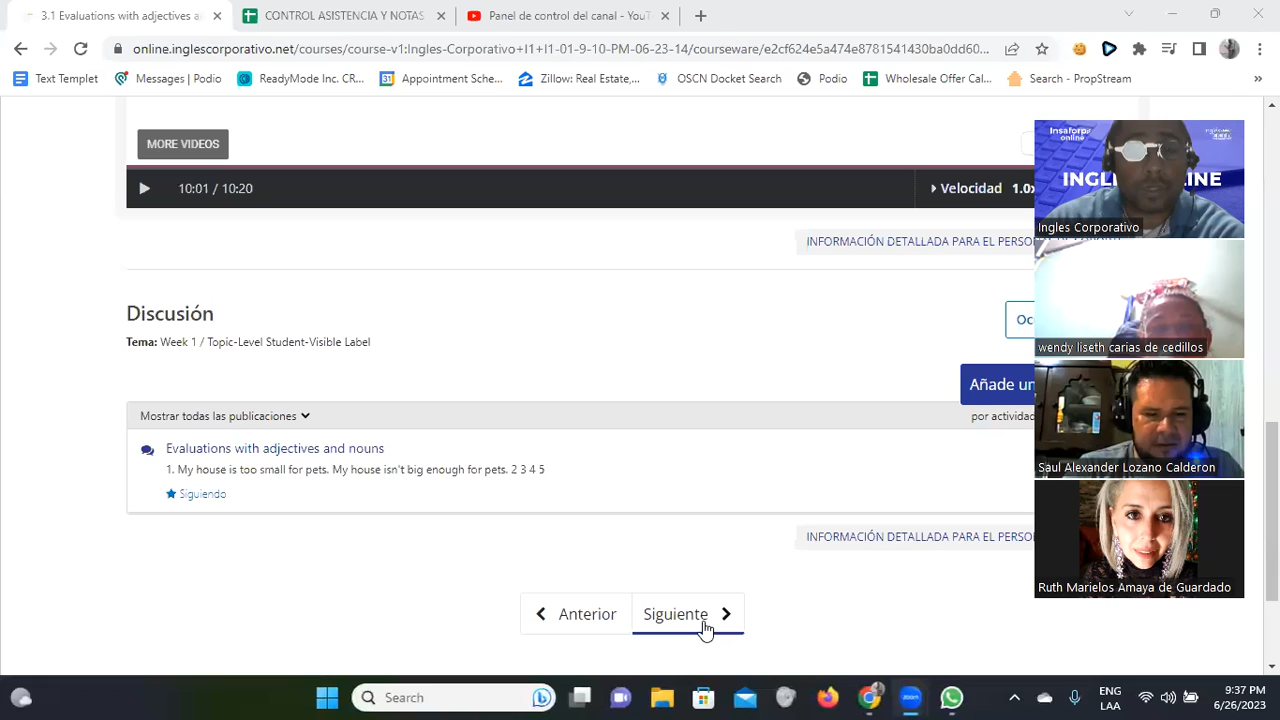 3.1 Evaluations with adjectives a
CONTROL ASISTENCIA Y NOTAS
Panel de control del canal - YouT
online.inglescorporativo.net/courses/course-v1:Ingles-Corporativo+I1+I1-01-9-10-PM-06-23-14/courseware/e2cf624e5a474e8781541430ba0dd60...
Text Templet
Messages | Podio
ReadyMode Inc. CR...
Appointment Sche...
Zillow: Real Estate,...
OSCN Docket Search
Podio
Wholesale Offer Cal...
Search - PropStream
»
MORE VIDEOS
10:01 / 10:20
Velocidad 1.0x
INFORMACIÓN DETALLADA PARA EL PERSON
Discusión
Tema: Week 1 / Topic-Level Student-Visible Label
Oc
Añade un
Mostrar todas las publicaciones
por actividad
Evaluations with adjectives and nouns
1. My house is too small for pets. My house isn't big enough for pets. 2 3 4 5
Siguiendo
INFORMACIÓN DETALLADA PARA EL PERSON
Anterior
Siguiente
Insaforp
online
INGL
LINE
Ingles Corporativo
wendy liseth carias de cedillos
Saul Alexander Lozano Calderon
Ruth Marielos Amaya de Guardado
Search
ENG
LAA
9:37 PM
6/26/2023